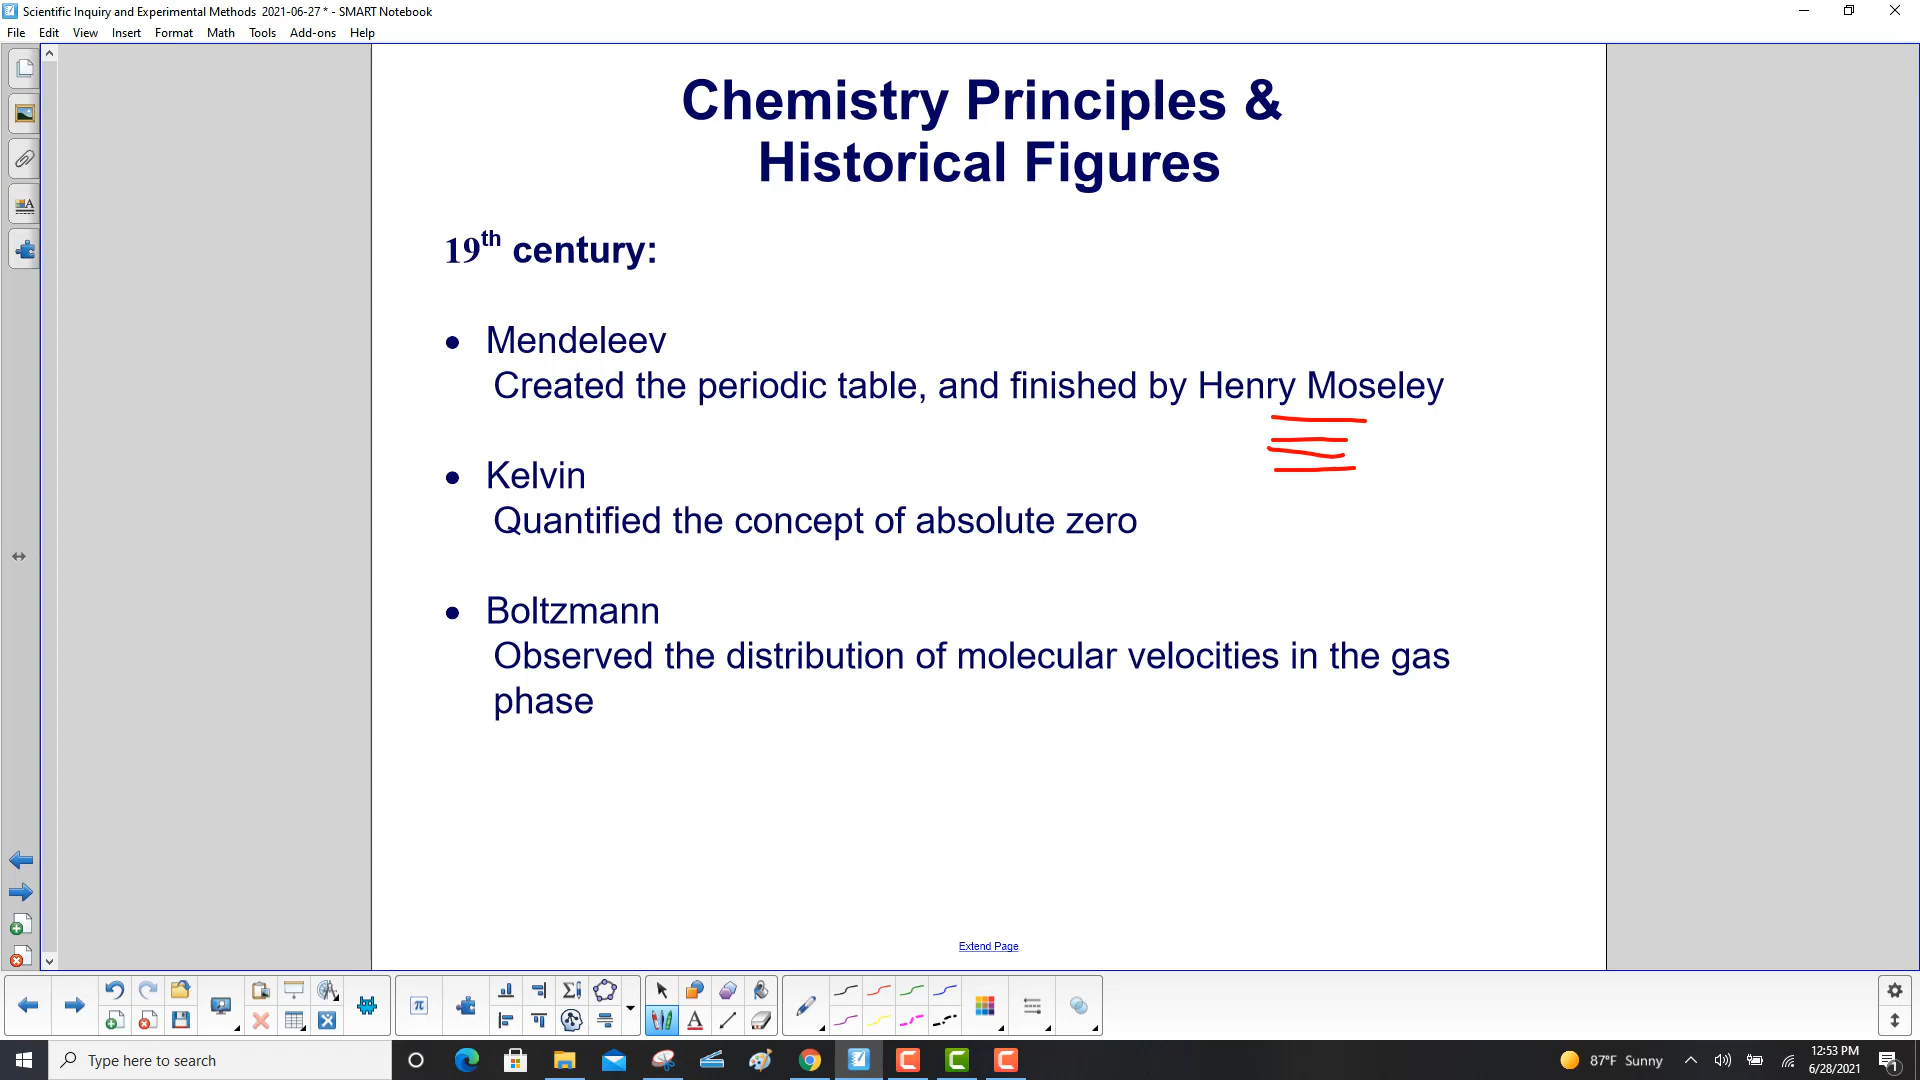 Scientific Inquiry and Experimental Methods 2021-06-27 * - SMART Notebook
File Edit View Insert Format Math Tools Add-ons Help
Chemistry Principles &
Historical Figures
19th century:
• Mendeleev
Created the periodic table, and finished by Henry Moseley
• Kelvin
Quantified the concept of absolute zero
• Boltzmann
Observed the distribution of molecular velocities in the gas
phase
Extend Page
Type here to search
87°F Sunny
12:53 PM
6/28/2021
1